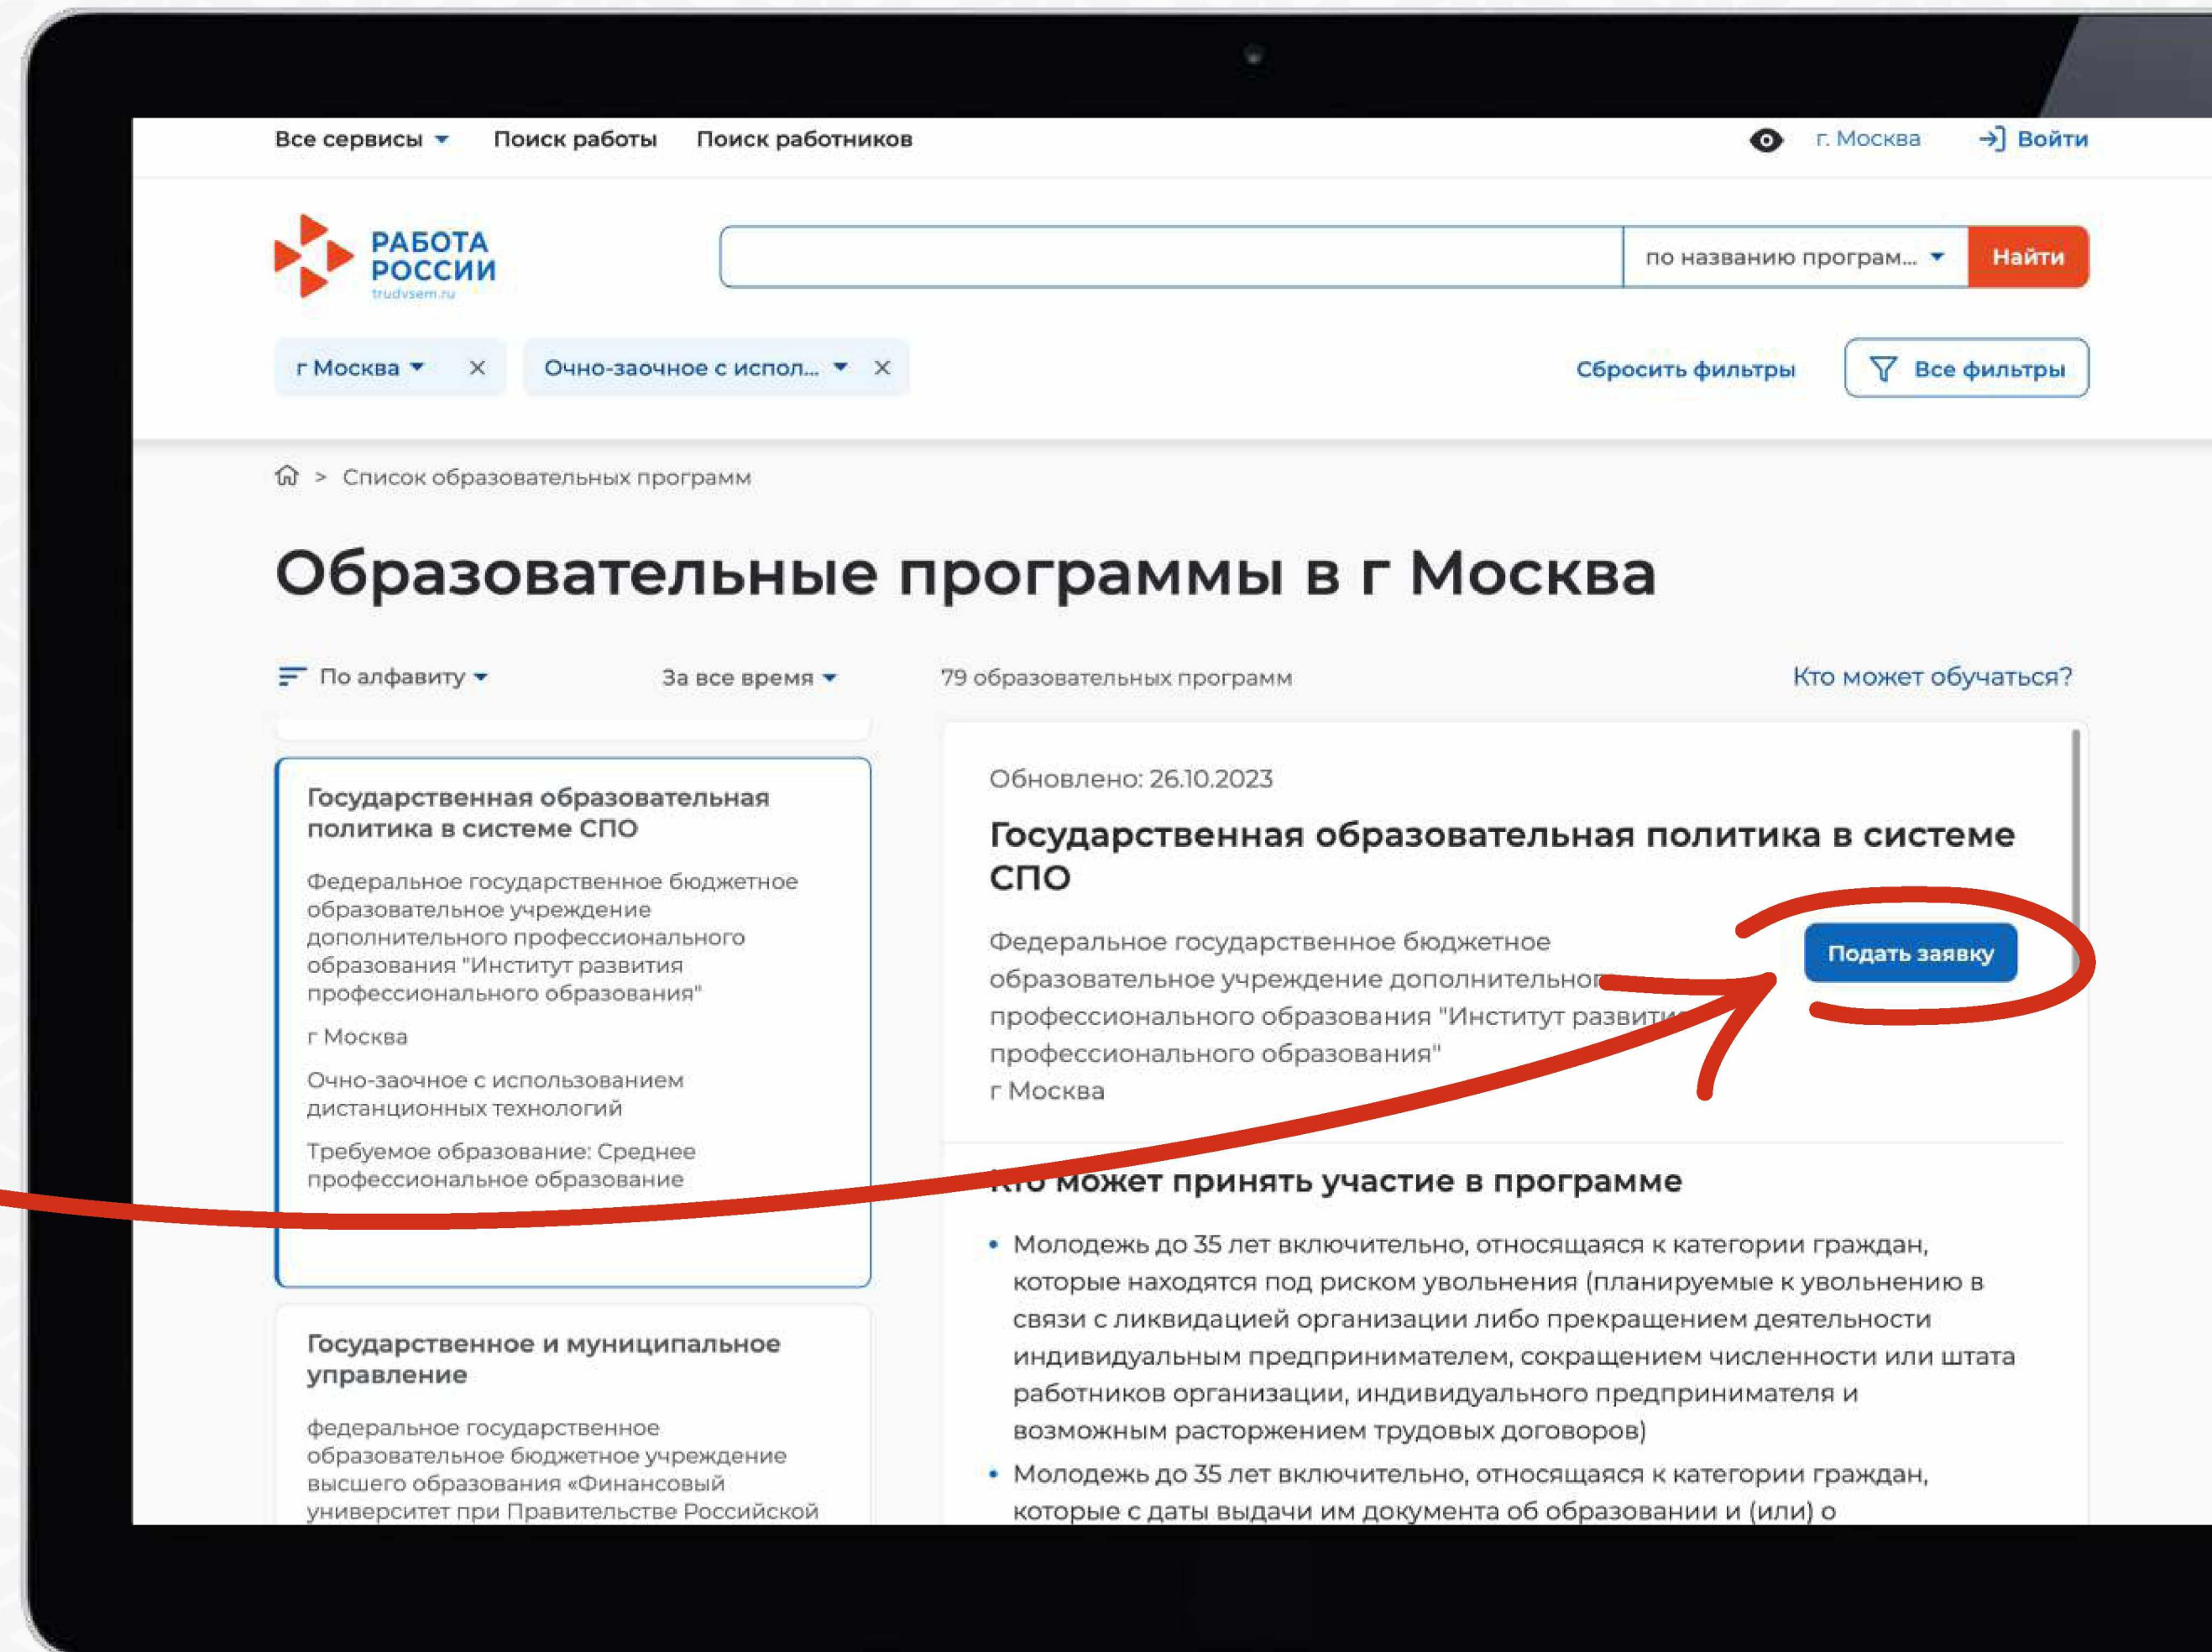 Все сервисы Поиск работы Поиск работников г. Москва Войти
РАБОТА
РОССИИ
trudvsem.ru
по названию програм... Найти
г Москва Очно-заочное с испол... Сбросить фильтры Все фильтры
> Список образовательных программ
Образовательные программы в г Москва
По алфавиту За все время 79 образовательных программ Кто может обучаться?
Государственная образовательная
политика в системе СПО
Федеральное государственное бюджетное
образовательное учреждение
дополнительного профессионального
образования "Институт развития
профессионального образования"
г Москва
Очно-заочное с использованием
дистанционных технологий
Требуемое образование: Среднее
профессиональное образование
Государственное и муниципальное
управление
федеральное государственное
образовательное бюджетное учреждение
высшего образования «Финансовый
университет при Правительстве Российской
Обновлено: 26.10.2023
Государственная образовательная политика в системе
СПО
Подать заявку
Федеральное государственное бюджетное
образовательное учреждение дополнительног
профессионального образования "Институт развити
профессионального образования"
г Москва
Кто может принять участие в программе
• Молодежь до 35 лет включительно, относящаяся к категории граждан,
которые находятся под риском увольнения (планируемые к увольнению в
связи с ликвидацией организации либо прекращением деятельности
индивидуальным предпринимателем, сокращением численности или штата
работников организации, индивидуального предпринимателя и
возможным расторжением трудовых договоров)
• Молодежь до 35 лет включительно, относящаяся к категории граждан,
которые с даты выдачи им документа об образовании и (или) о